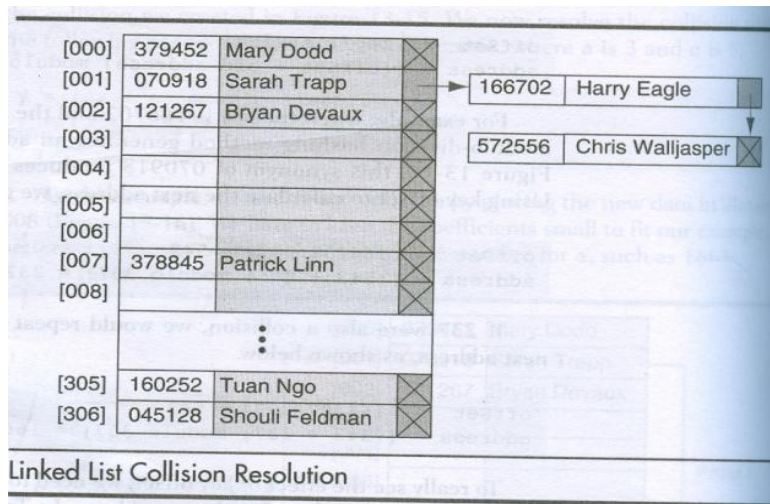 [000] 379452 Mary Dodd
[001] 070918 Sarah Trapp
166702 Harry Eagle
[002] 121267 Bryan Devaux
[003]
572556 Chris Walljasper
[004]
[005]
[006]
[007] 378845 Patrick Linn
[008]
[305] 160252 Tuan Ngo
[306] 045128 Shouli Feldman
Linked List Collision Resolution